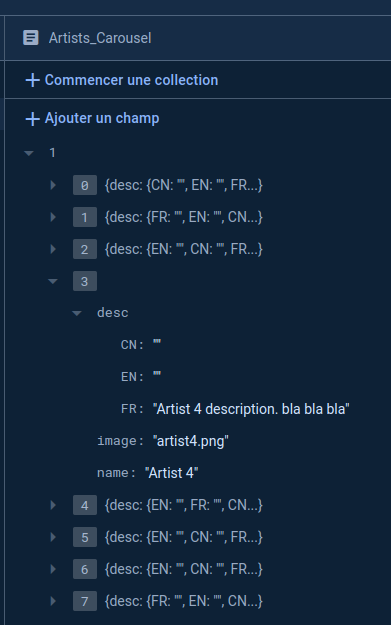 Artists_Carousel
+ Commencer une collection
+ Ajouter un champ
1
0 {desc: {CN: "", EN: "", FR...}
1 {desc: {FR: "", EN: "", CN...}
2 {desc: {EN: "", CN: "", FR...}
3
desc
CN: ""
EN: ""
FR: "Artist 4 description. bla bla bla"
image: "artist4.png"
name: "Artist 4"
4 {desc: {EN: "", FR: "", CN...}
5 {desc: {EN: "", CN: "", FR...}
6 {desc: {EN: "", CN: "", FR...}
7 {desc: {FR: "", EN: "", CN...}